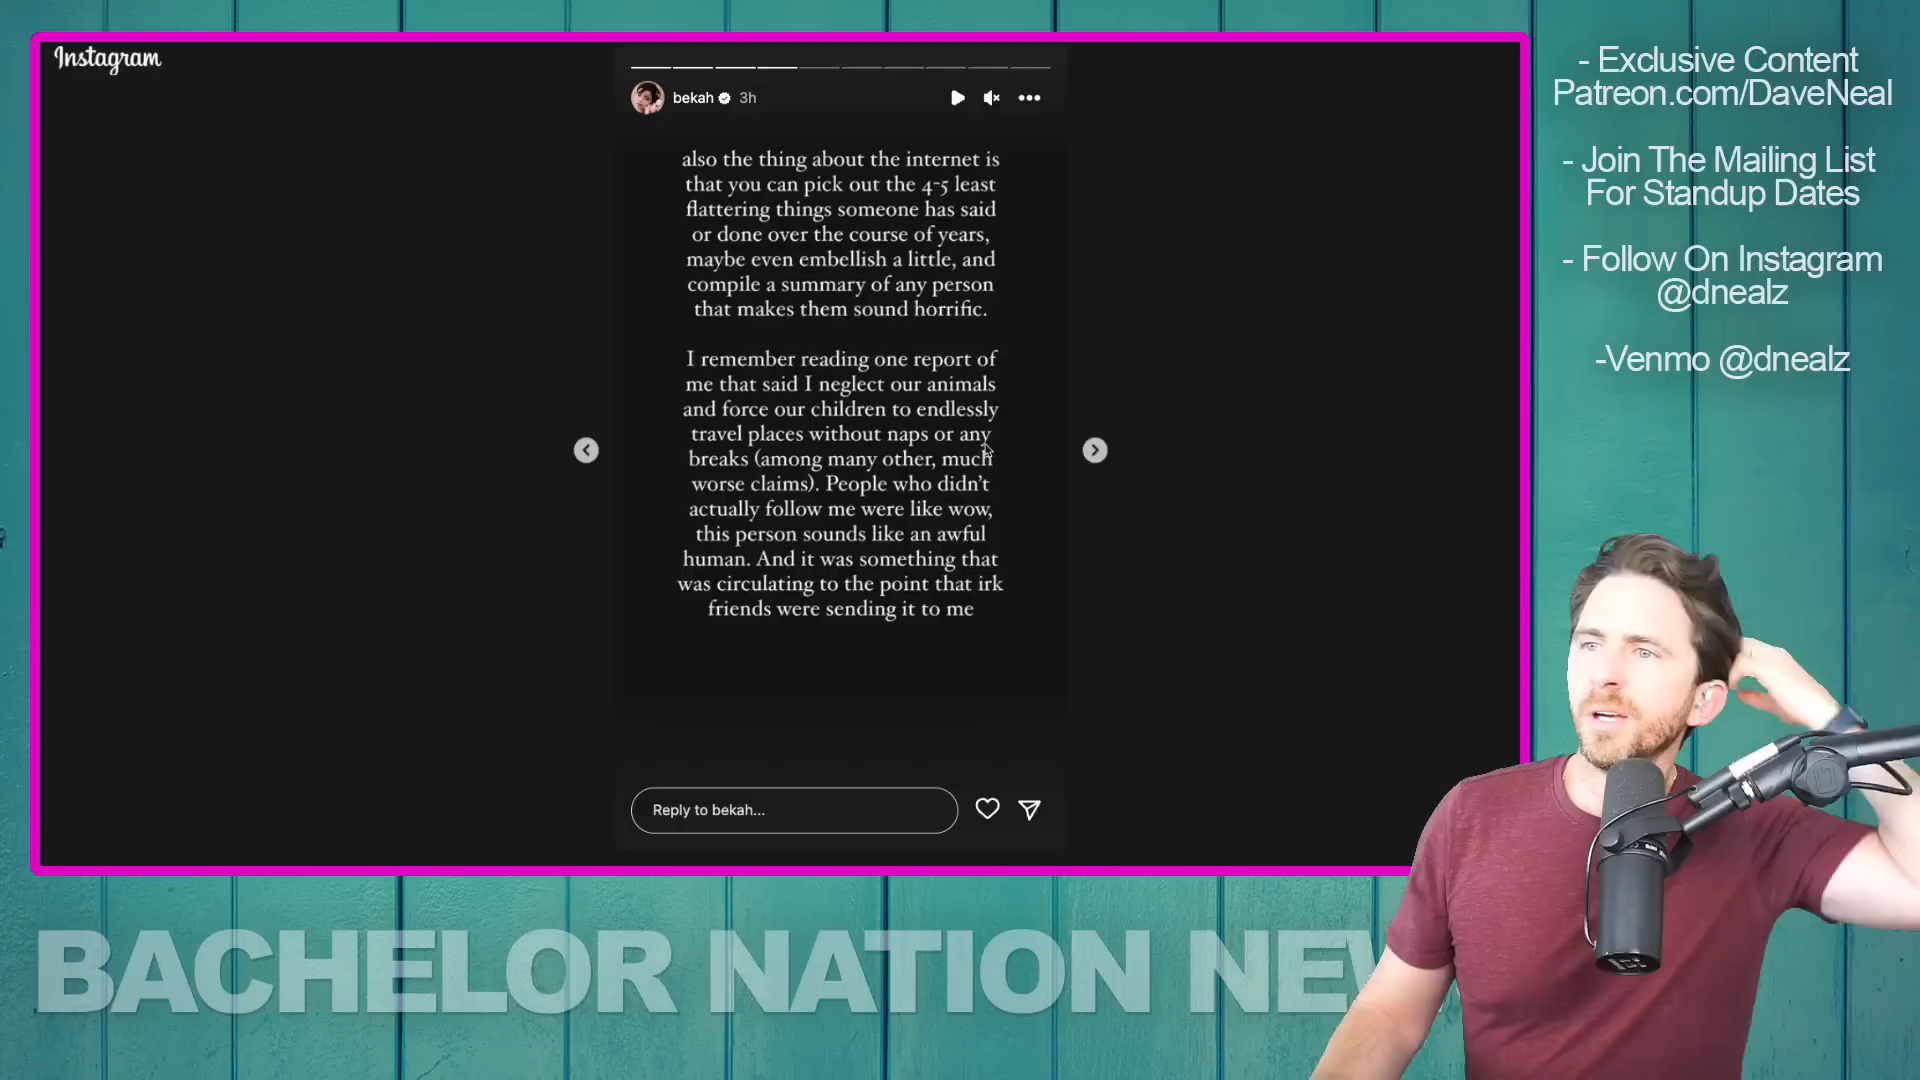 Instagram
bekah 3h
also the thing about the internet is
that you can pick out the 4-5 least
flattering things someone has said
or done over the course of years,
maybe even embellish a little, and
compile a summary of any person
that makes them sound horrific.
I remember reading one report of
me that said I neglect our animals
and force our children to endlessly
travel places without naps or any
breaks (among many other, much
worse claims). People who didn't
actually follow me were like wow,
this person sounds like an awful
human. And it was something that
was circulating to the point that irk
friends were sending it to me
Reply to bekah...
- Exclusive Content
Patreon.com/DaveNeal
- Join The Mailing List
For Standup Dates
- Follow On Instagram
@dnealz
-Venmo @dnealz
BACHELOR NATION NEW